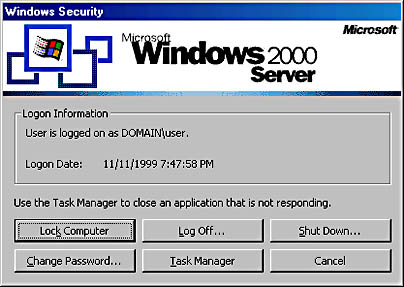 Windows Security
Microsoft
Microsoft
Windows 2000
Server
Logon Information
User is logged on as DOMAIN\user.
Logon Date: 11/11/1999 7:47:58 PM
Use the Task Manager to close an application that is not responding.
Lock Computer Log Off... Shut Down...
Change Password... Task Manager Cancel